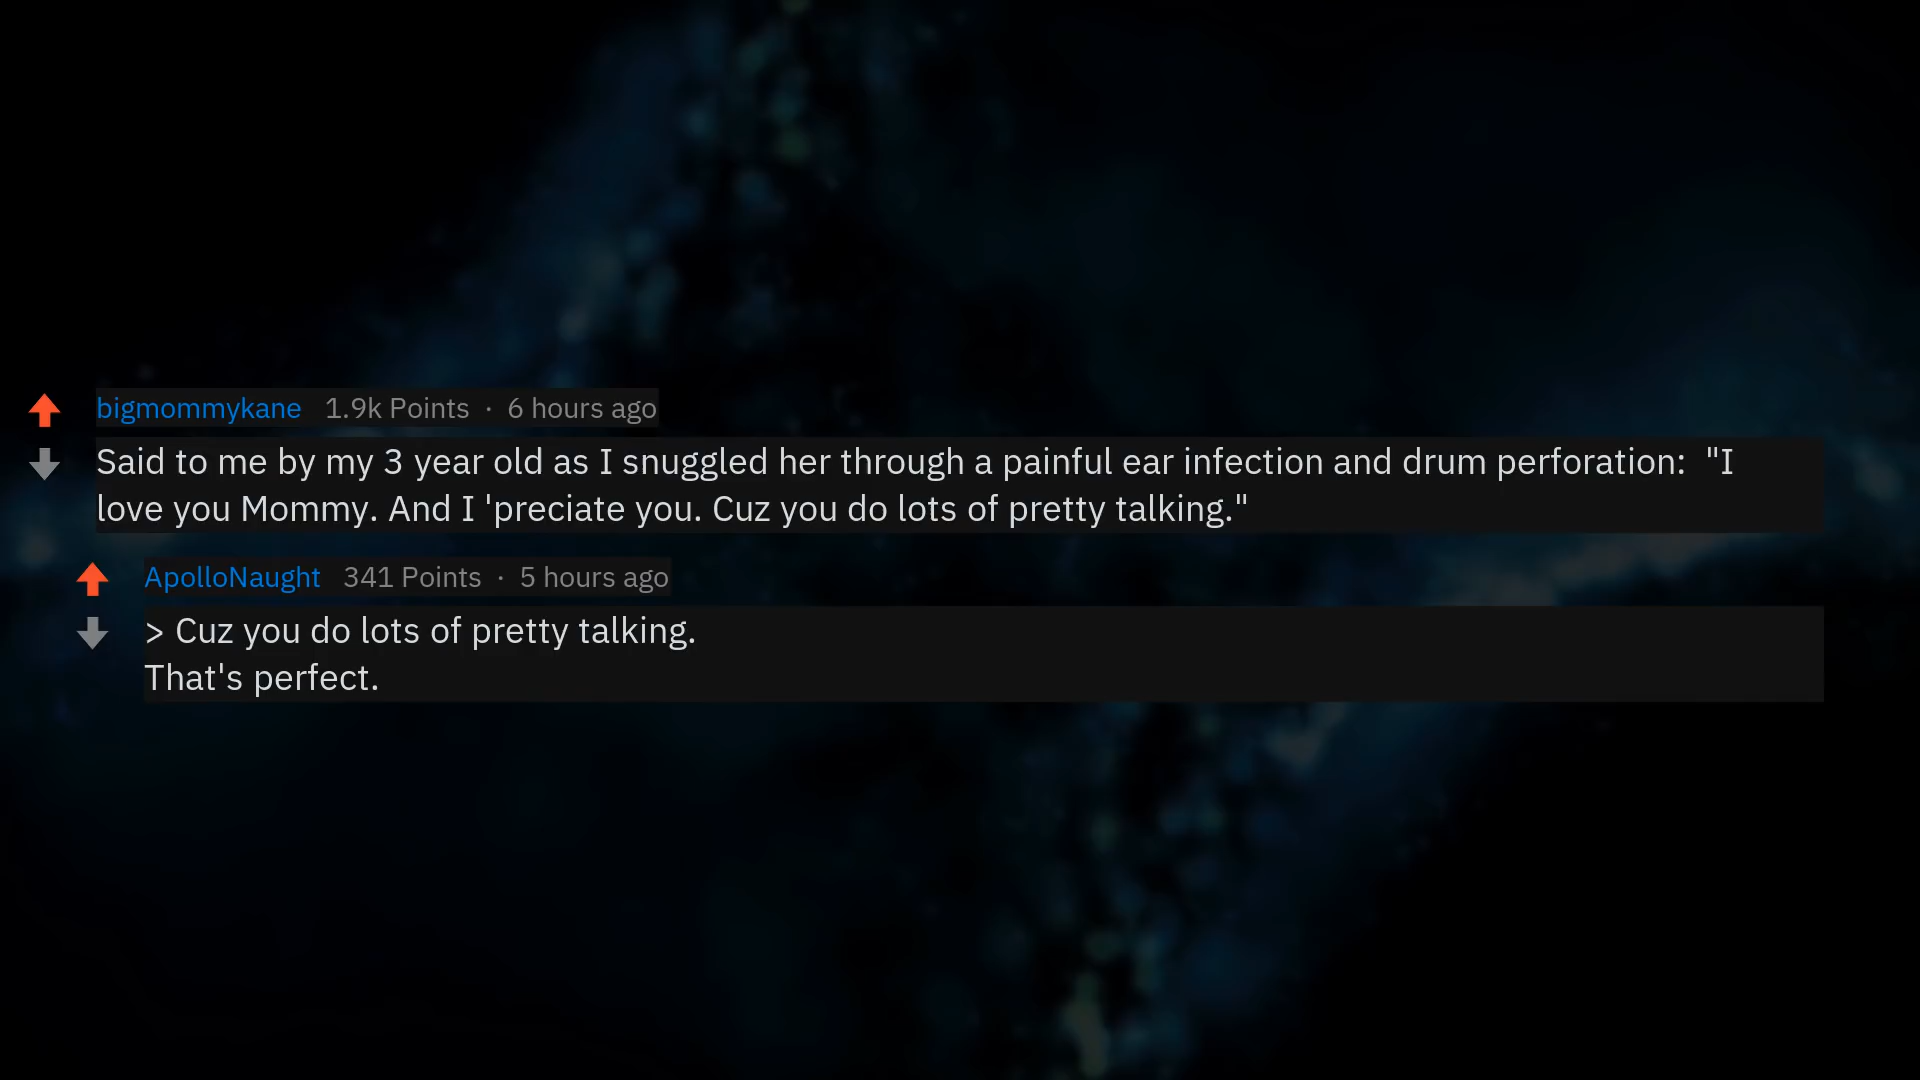 bigmommykane 1.9k Points · 6 hours ago
Said to me by my 3 year old as I snuggled her through a painful ear infection and drum perforation:  "I
love you Mommy. And I 'preciate you. Cuz you do lots of pretty talking."
ApolloNaught 341 Points · 5 hours ago
> Cuz you do lots of pretty talking.
That's perfect.